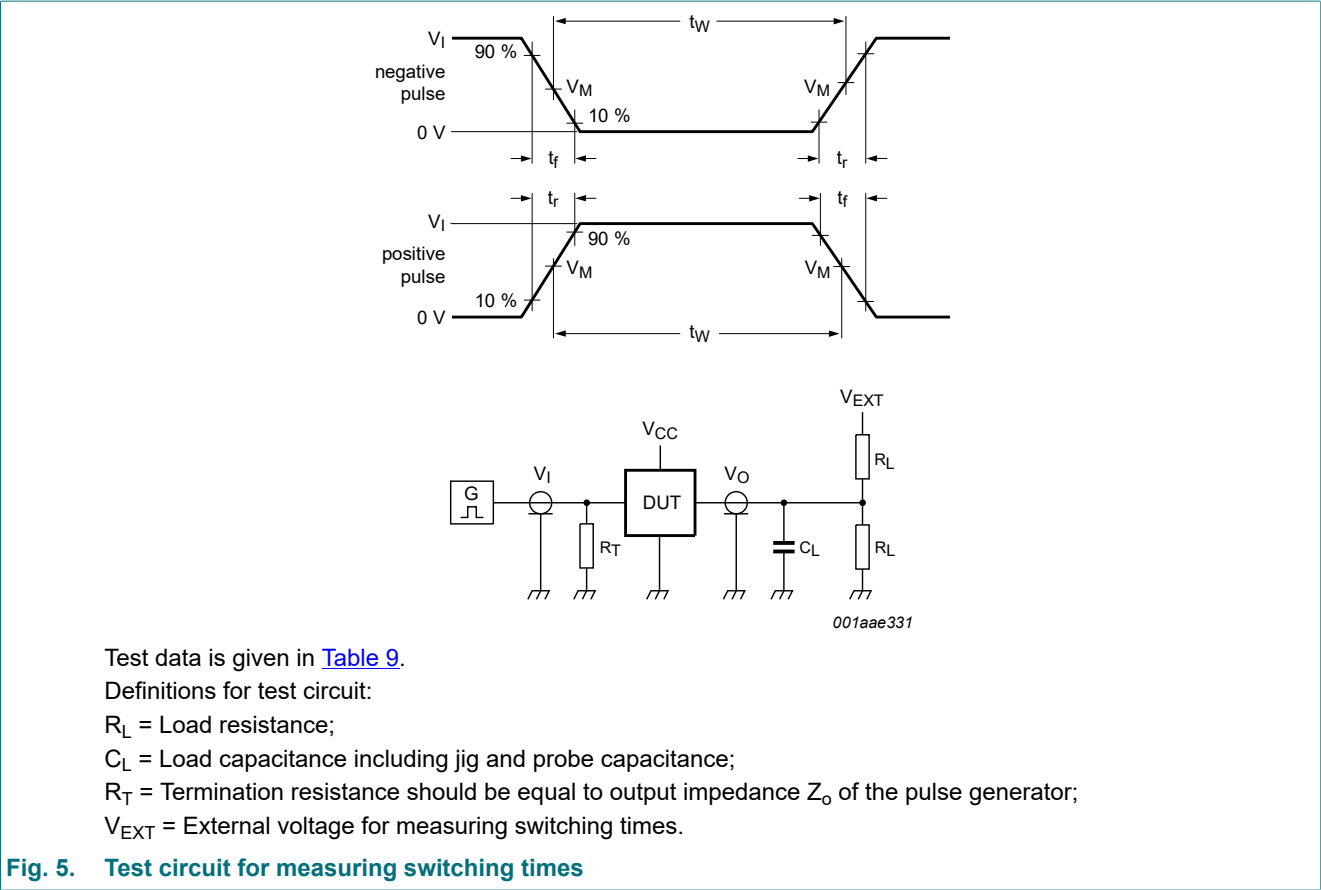 tW
VI
90 %
negative
pulse
VM
VM
10 %
0 V
tf
tr
tr
tf
VI
90 %
positive
pulse
VM
VM
10 %
0 V
tW
VEXT
VCC
RL
VI
VO
G
DUT
RT
CL
RL
001aae331
Test data is given in Table 9.
Definitions for test circuit:
RL = Load resistance;
CL = Load capacitance including jig and probe capacitance;
RT = Termination resistance should be equal to output impedance Zo of the pulse generator;
VEXT = External voltage for measuring switching times.
Fig. 5. Test circuit for measuring switching times